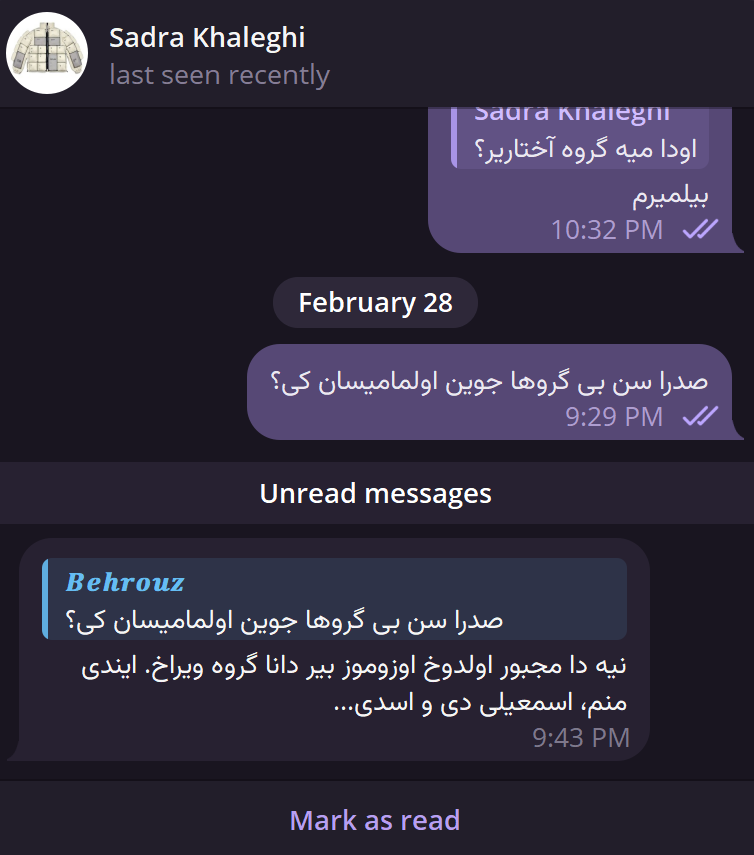 Sadra Khaleghi
last seen recently
Sadra Khaleghi
اودا میه گروه آختاریر؟
بیلمیرم
10:32 PM
February 28
صدرا سن بی گروها جوین اولمامیسان کی؟
9:29 PM
Unread messages
Behrouz
صدرا سن بی گروها جوین اولمامیسان کی؟
نیه دا مجبور اولدوخ اوزوموز بیر دانا گروه ویراخ. ایندی
منم، اسمعیلی دی و اسدی...
9:43 PM
Mark as read